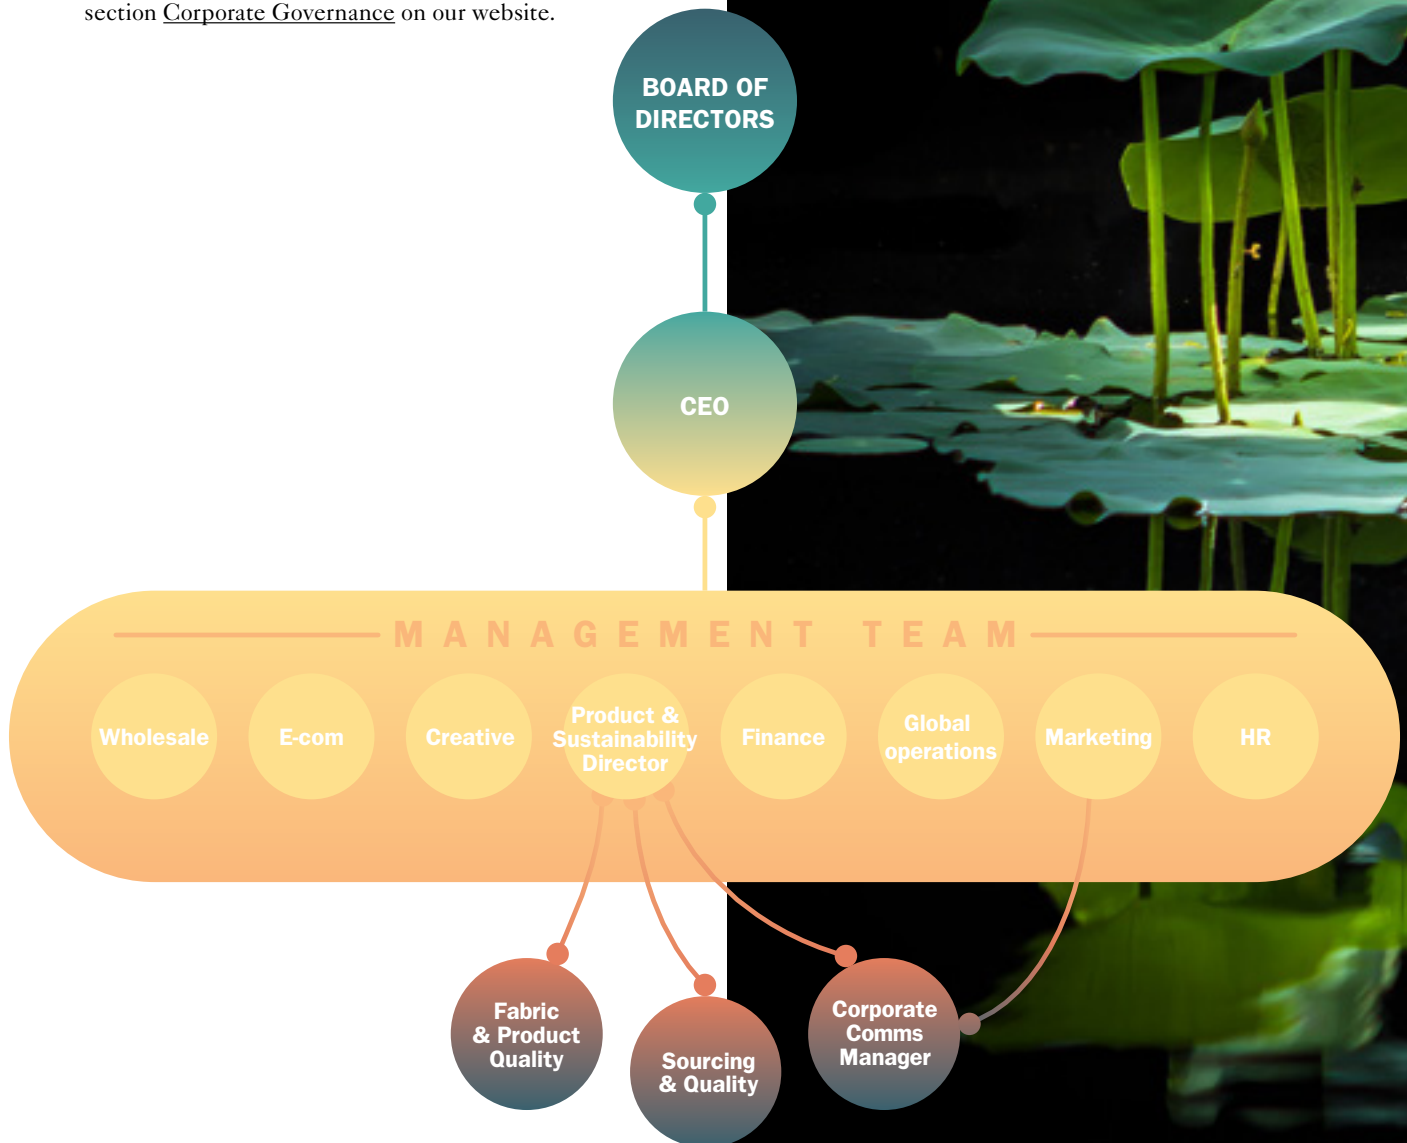 section Corporate Governance on our website.
BOARD OF
DIRECTORS
CEO
MANAGEMENT TEAM
Wholesale
E-com
Creative
Product &
Sustainability
Director
Finance
Global
operations
Marketing
HR
Fabric
& Product
Quality
Sourcing
& Quality
Corporate
Comms
Manager